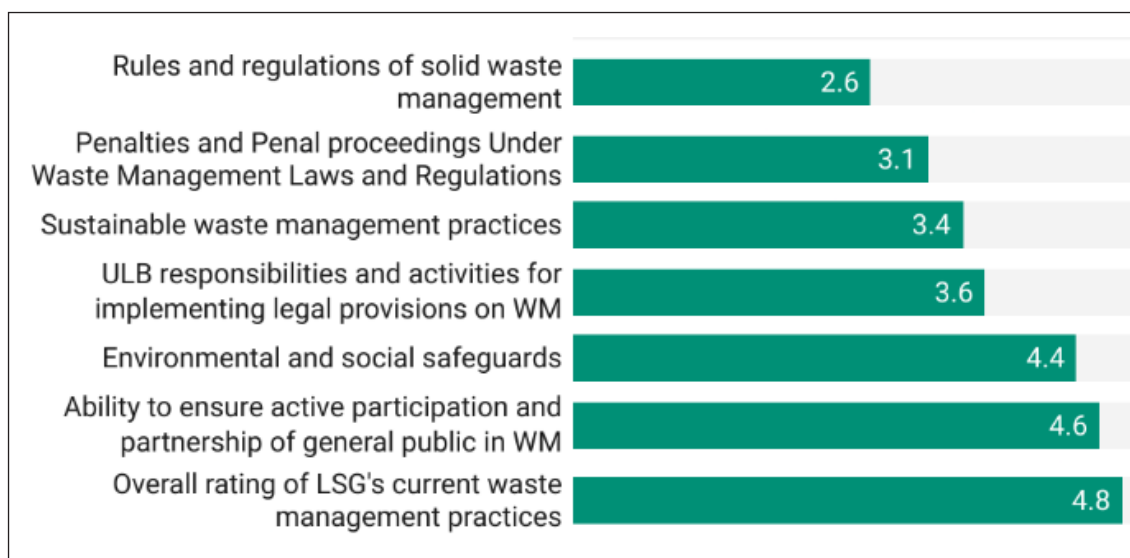 Rules and regulations of solid waste
management
2.6
Penalties and Penal proceedings Under
Waste Management Laws and Regulations
3.1
Sustainable waste management practices
3.4
ULB responsibilities and activities for
implementing legal provisions on WM
3.6
Environmental and social safeguards
4.4
Ability to ensure active participation and
partnership of general public in WM
4.6
Overall rating of LSG's current waste
management practices
4.8